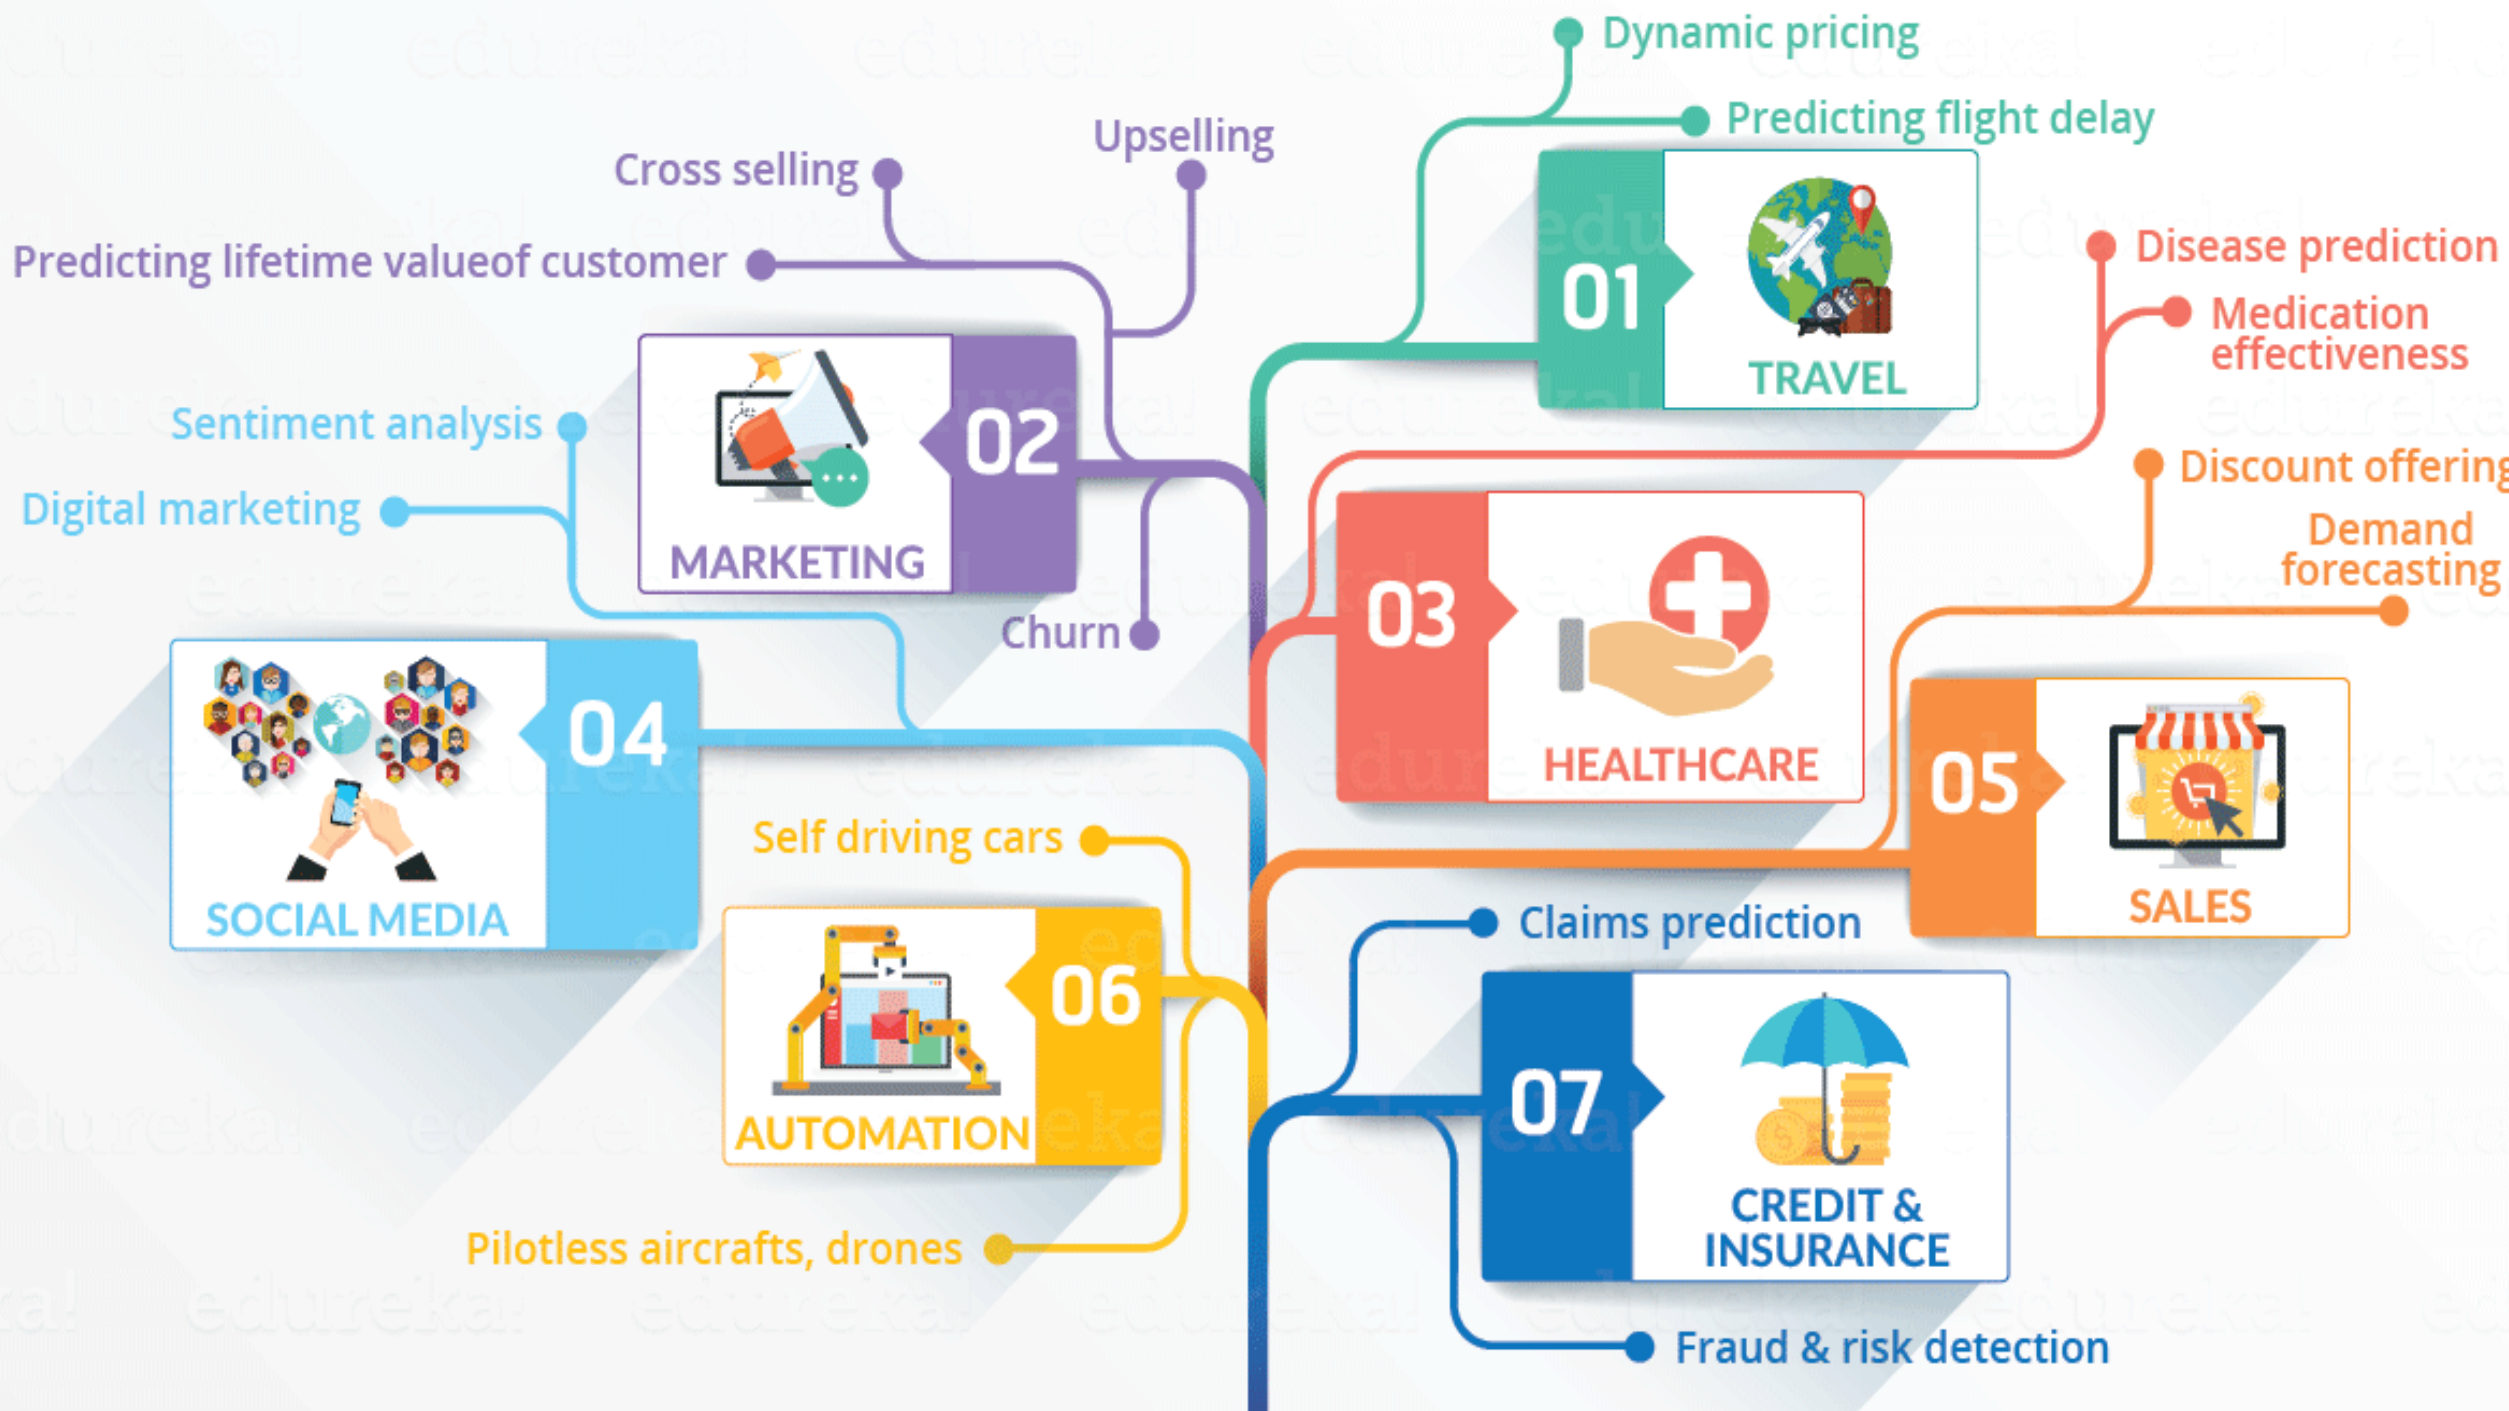 Dynamic pricing
Predicting flight delay
01
TRAVEL
Upselling
Cross selling
Predicting lifetime valueof customer
02
MARKETING
Churn
Disease prediction
Medication
effectiveness
03
HEALTHCARE
Sentiment analysis
Digital marketing
04
SOCIAL MEDIA
Discount offering
Demand
forecasting
05
SALES
Self driving cars
06
AUTOMATION
Pilotless aircrafts, drones
Claims prediction
07
CREDIT &
INSURANCE
Fraud & risk detection
edureka!